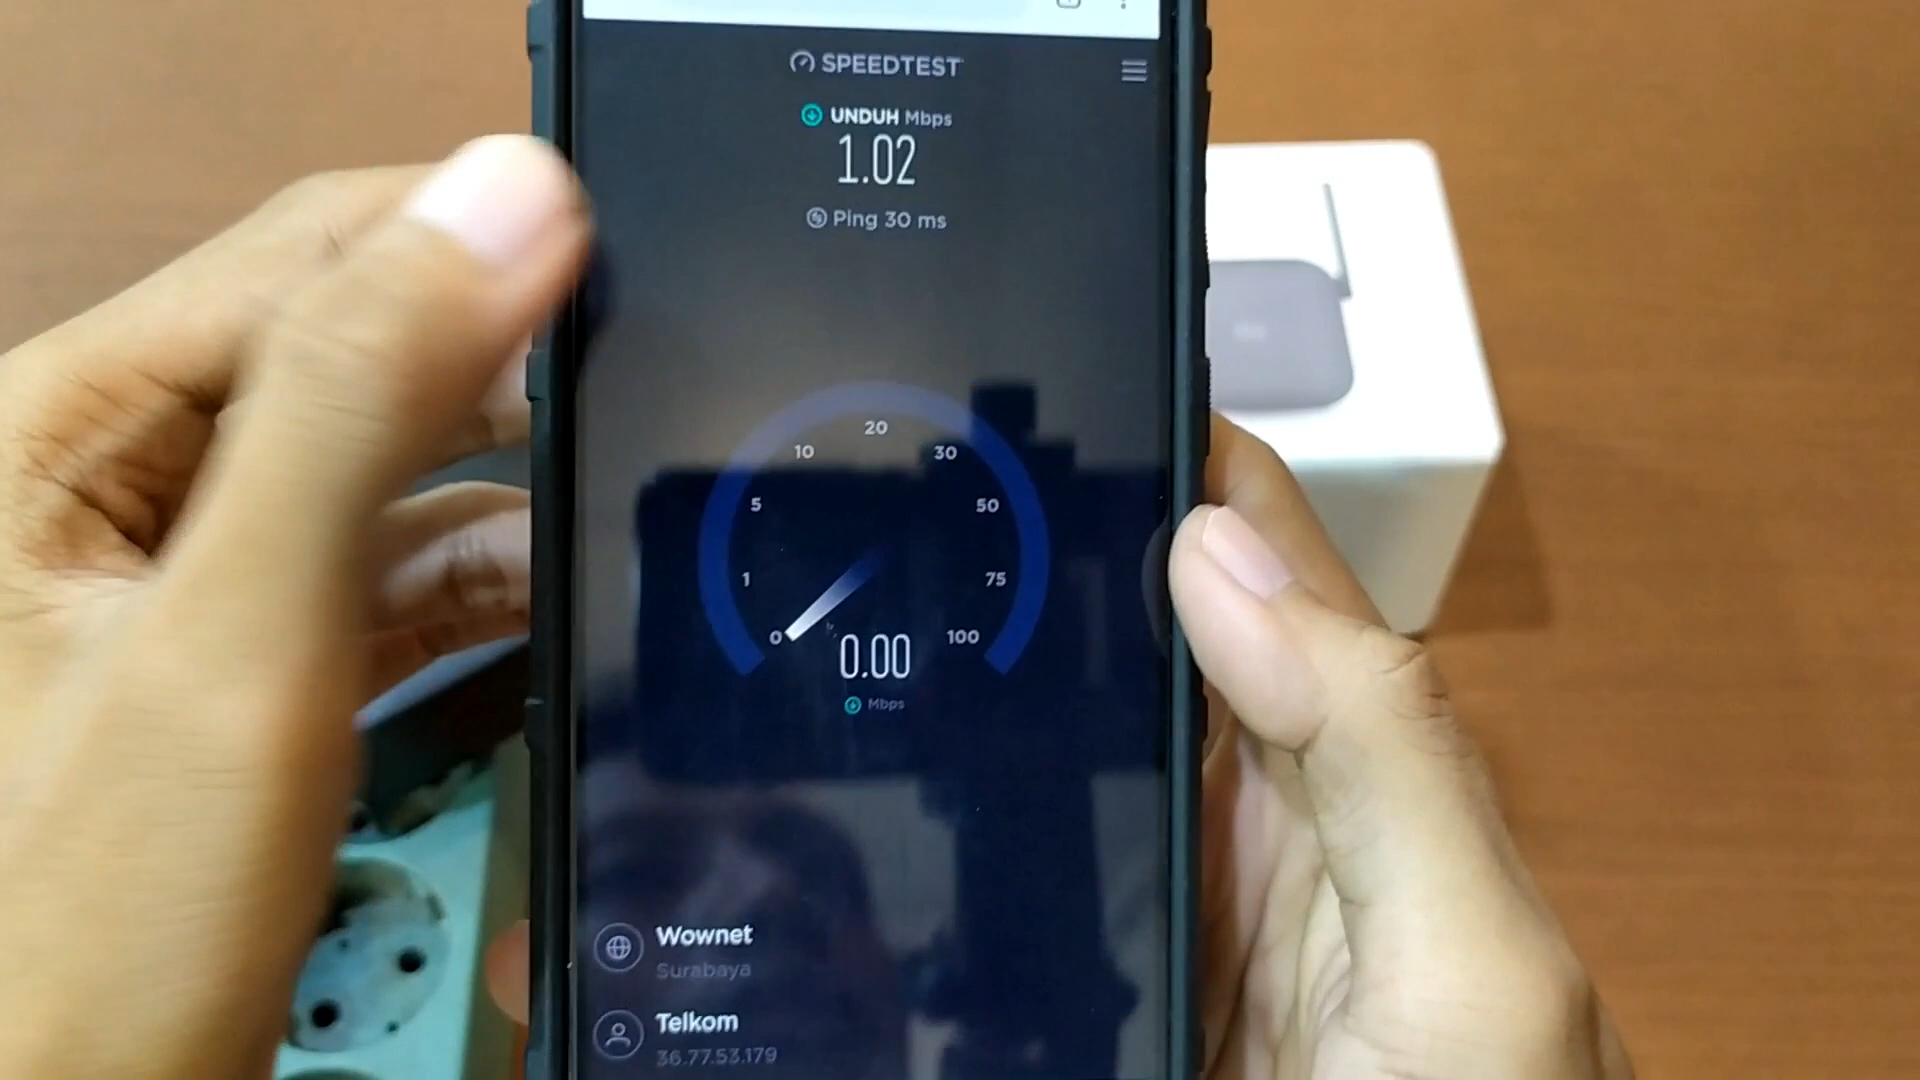 SPEEDTEST
UNDUH Mbps
1.02
Ping 30 ms
20
10
30
5
50
1
75
0
100
0.00
Mbps
Wownet
Surabaya
Telkom
36.77.53.179